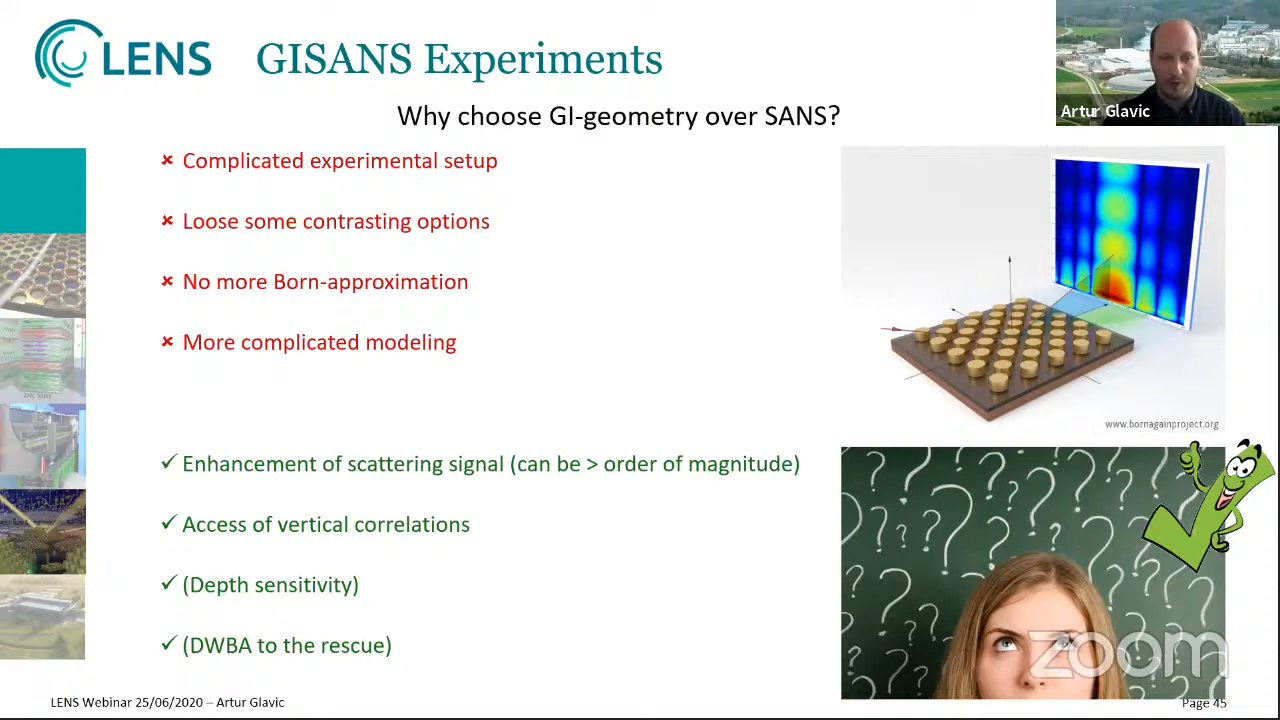 LENS
GISANS Experiments
Artur Glavic
Why choose GI-geometry over SANS?
× Complicated experimental setup
× Loose some contrasting options
× No more Born-approximation
× More complicated modeling
www.bornagainproject.org
✓ Enhancement of scattering signal (can be > order of magnitude)
✓ Access of vertical correlations
✓ (Depth sensitivity)
✓ (DWBA to the rescue)
zoom
LENS Webinar 25/06/2020 – Artur Glavic
Page 45